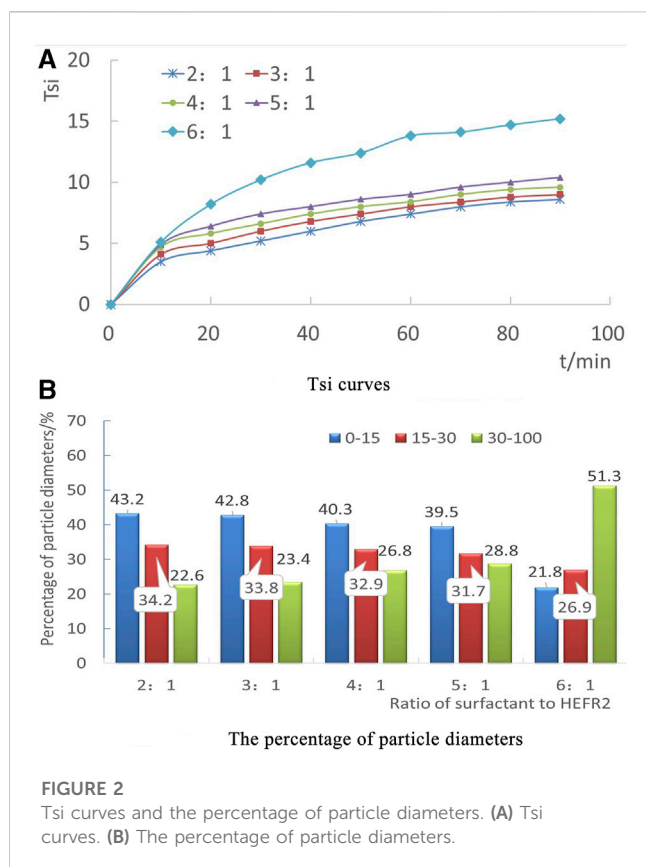 A
Tsi
20
15
10
5
0
2： 1
3： 1
4： 1
5： 1
6： 1
0 20 40 60 80 100
t/min
Tsi curves
B
Percentage of particle diameters/%
70
60
50
40
30
20
10
0
0-15 15-30 30-100
43.2 34.2 22.6
42.8 33.8 23.4
40.3 32.9 26.8
39.5 31.7 28.8
21.8 26.9 51.3
2： 1 3： 1 4： 1 5： 1 6： 1
Ratio of surfactant to HEFR2
The percentage of particle diameters
FIGURE 2
Tsi curves and the percentage of particle diameters. (A) Tsi
curves. (B) The percentage of particle diameters.